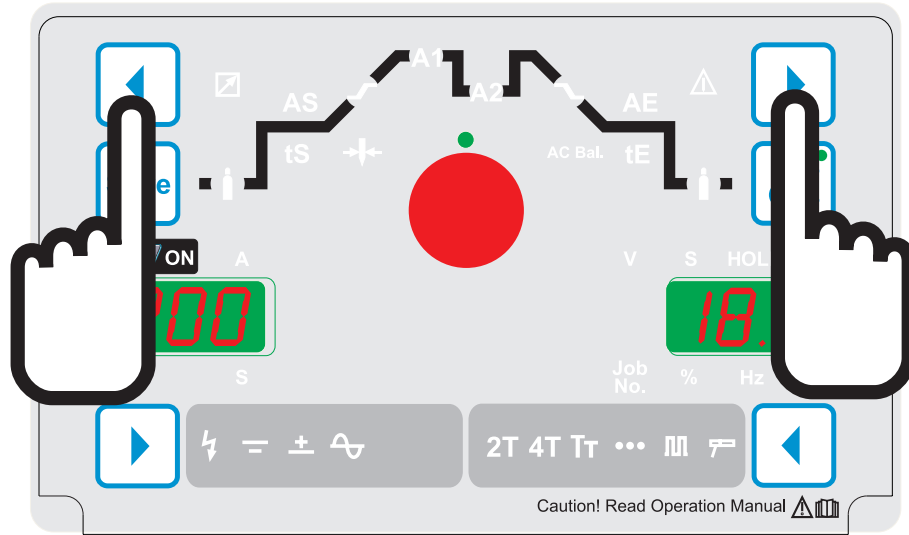 A1
A2
AS
AE
tS
AC Bal.
tE
ON
A
V
S
HOL
S
Job
No.
%
Hz
2T 4T TT
Caution! Read Operation Manual